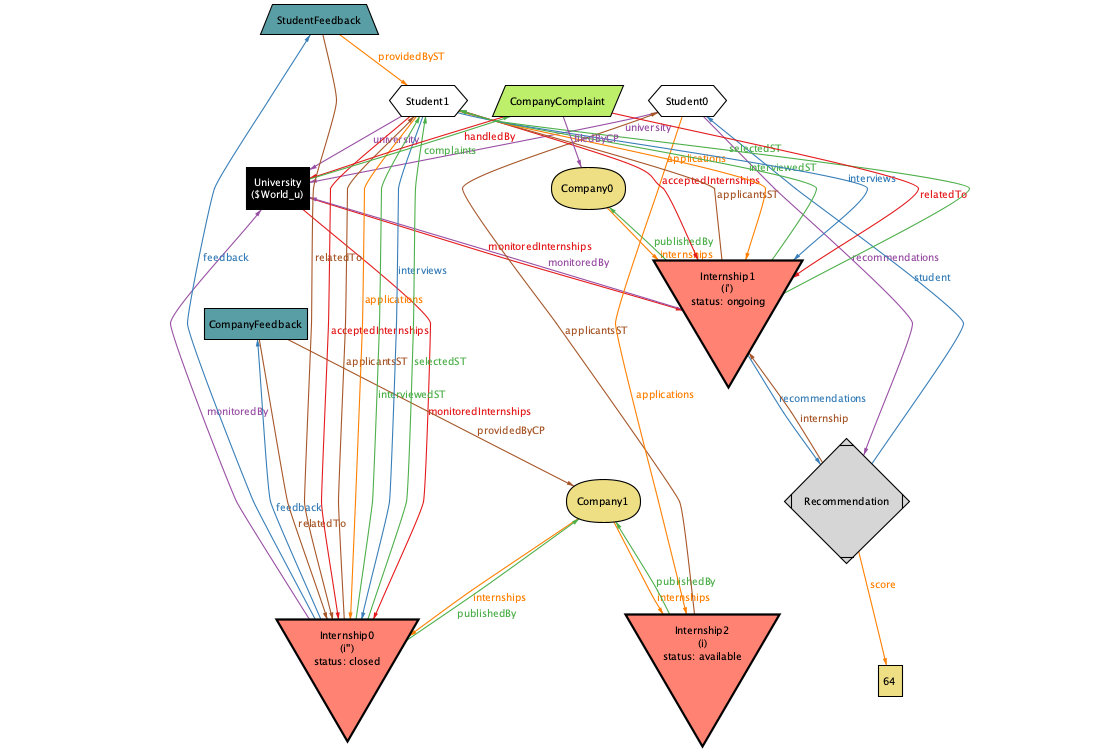 StudentFeedback
providedByST
Student1
CompanyComplaint
Student0
university
handledBy
filedByCP
university
complaints
selectedST
applications
interviewedST
University
($World_u)
Company0
acceptedInternships
interviews
applicantsST
relatedTo
publishedBy
monitoredInternships
internships
monitoredBy
feedback
relatedTo
recommendations
interviews
student
Internship1
(i')
status: ongoing
applications
CompanyFeedback
acceptedInternships
applicantsST
applicantsST
selectedST
interviewedST
applications
recommendations
monitoredBy
monitoredInternships
internship
providedByCP
Company1
Recommendation
feedback
relatedTo
publishedBy
score
internships
internships
publishedBy
Internship0
(i'')
status: closed
Internship2
(i)
status: available
64